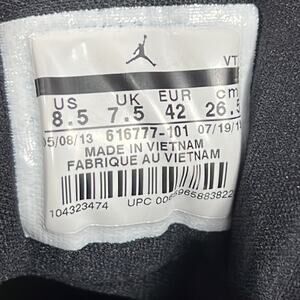 VT
US UK EUR cm
8.5 7.5 42 26.5
05/08/13 616777-101 07/19/1
MADE IN VIETNAM
FABRIQUE AU VIETNAM
104323474 UPC